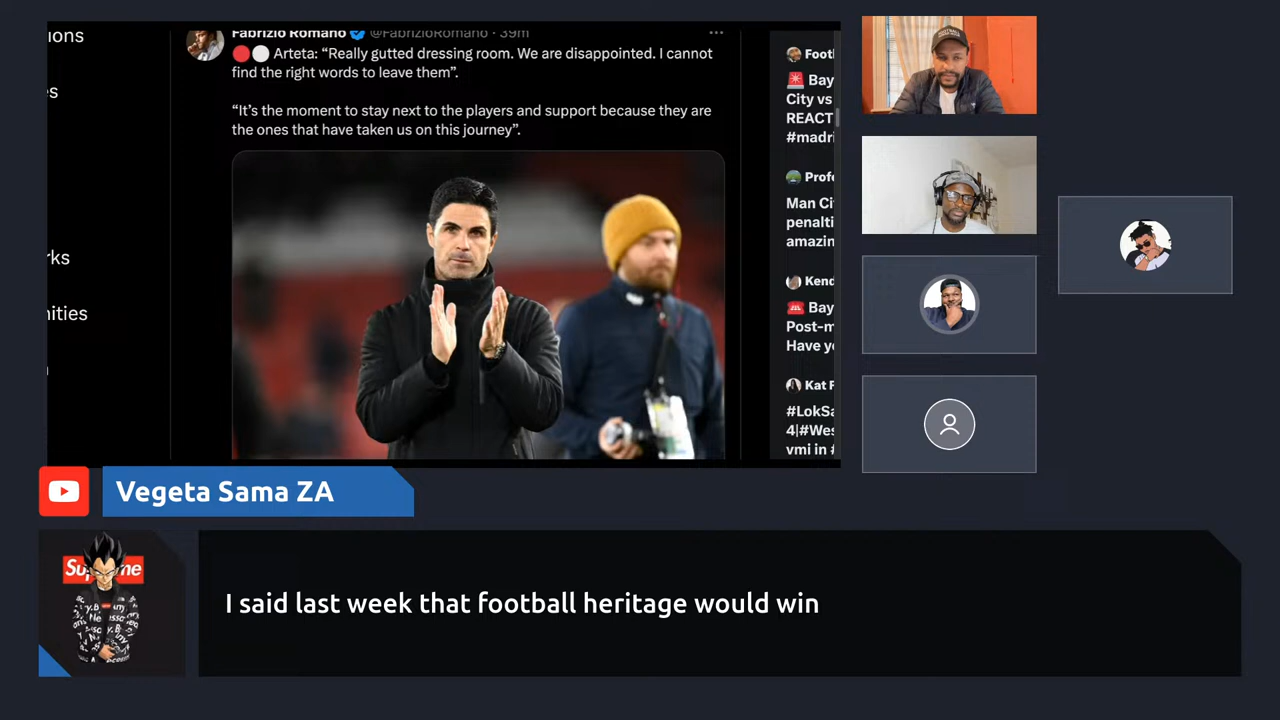 ions
s
rks
nities
Fabrizio Romano @FabrizioRomano · 39m
Arteta: “Really gutted dressing room. We are disappointed. I cannot
find the right words to leave them”.
“It’s the moment to stay next to the players and support because they are
the ones that have taken us on this journey”.
Footl
Bay
City vs
REACT
#madri
Profe
Man Cit
penalti
amazin
Kend
Bay
Post-m
Have yo
Kat F
#LokSa
4|#Wes
vmi in #
Vegeta Sama ZA
Supreme
I said last week that football heritage would win